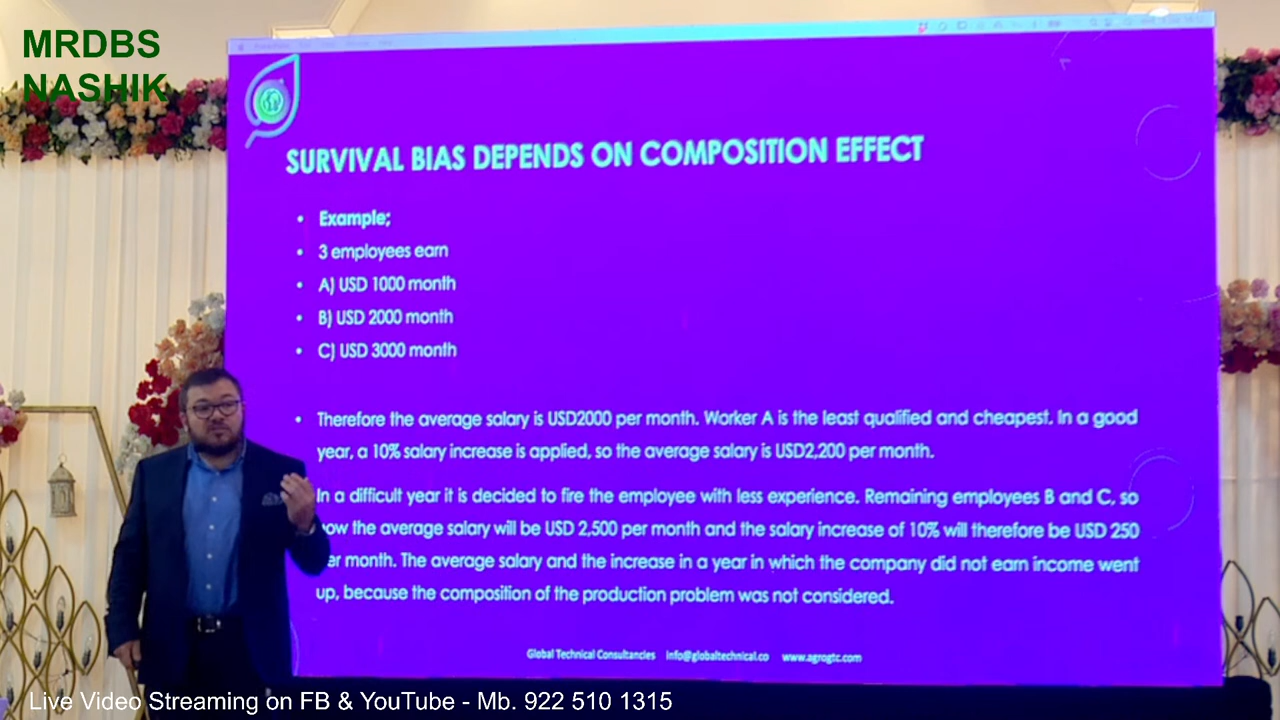 MRDBS
NASHIK
SURVIVAL BIAS DEPENDS ON COMPOSITION EFFECT
• Example;
• 3 employees earn
• A) USD 1000 month
• B) USD 2000 month
• C) USD 3000 month
• Therefore the average salary is USD2000 per month. Worker A is the least qualified and cheapest. In a good
year, a 10% salary increase is applied, so the average salary is USD2,200 per month.
In a difficult year it is decided to fire the employee with less experience. Remaining employees B and C, so
the average salary will be USD 2,500 per month and the salary increase of 10% will therefore be USD 250
month. The average salary and the increase in a year in which the company did not earn income went
up, because the composition of the production problem was not considered.
Global Technical Consultancies info@globaltechnical.co www.agrogtc.com
Live Video Streaming on FB & YouTube - Mb. 922 510 1315